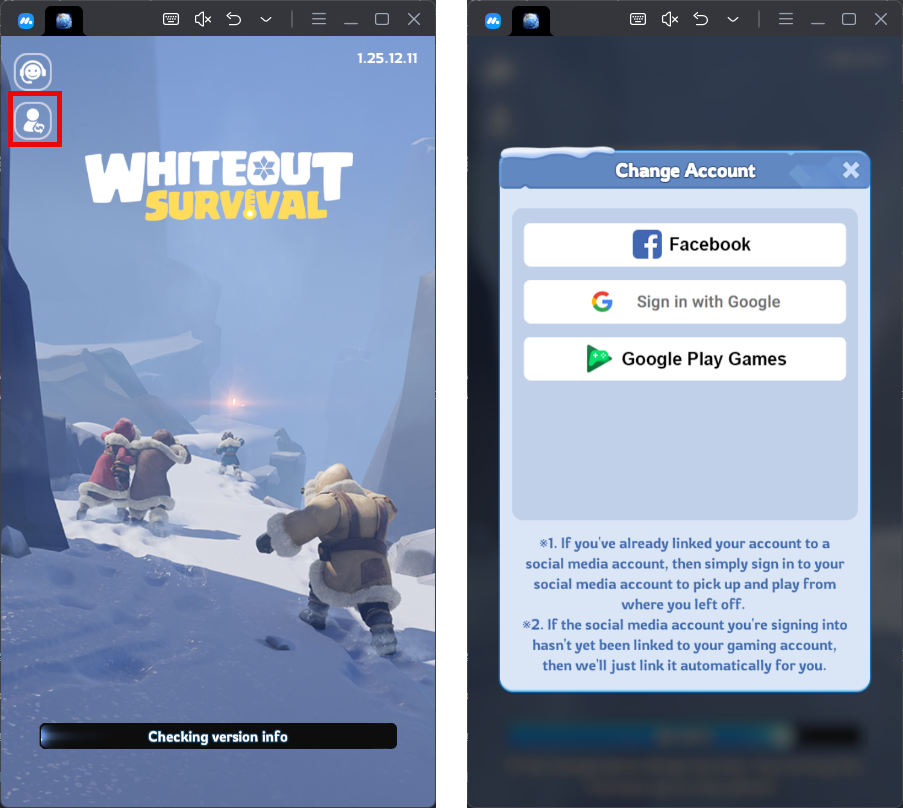 1.25.12.11
WHITEOUT
SURVIVAL
Checking version info
Change Account
Facebook
Sign in with Google
Google Play Games
※1. If you've already linked your account to a
social media account, then simply sign in to your
social media account to pick up and play from
where you left off.
※2. If the social media account you're signing into
hasn't yet been linked to your gaming account,
then we'll just link it automatically for you.